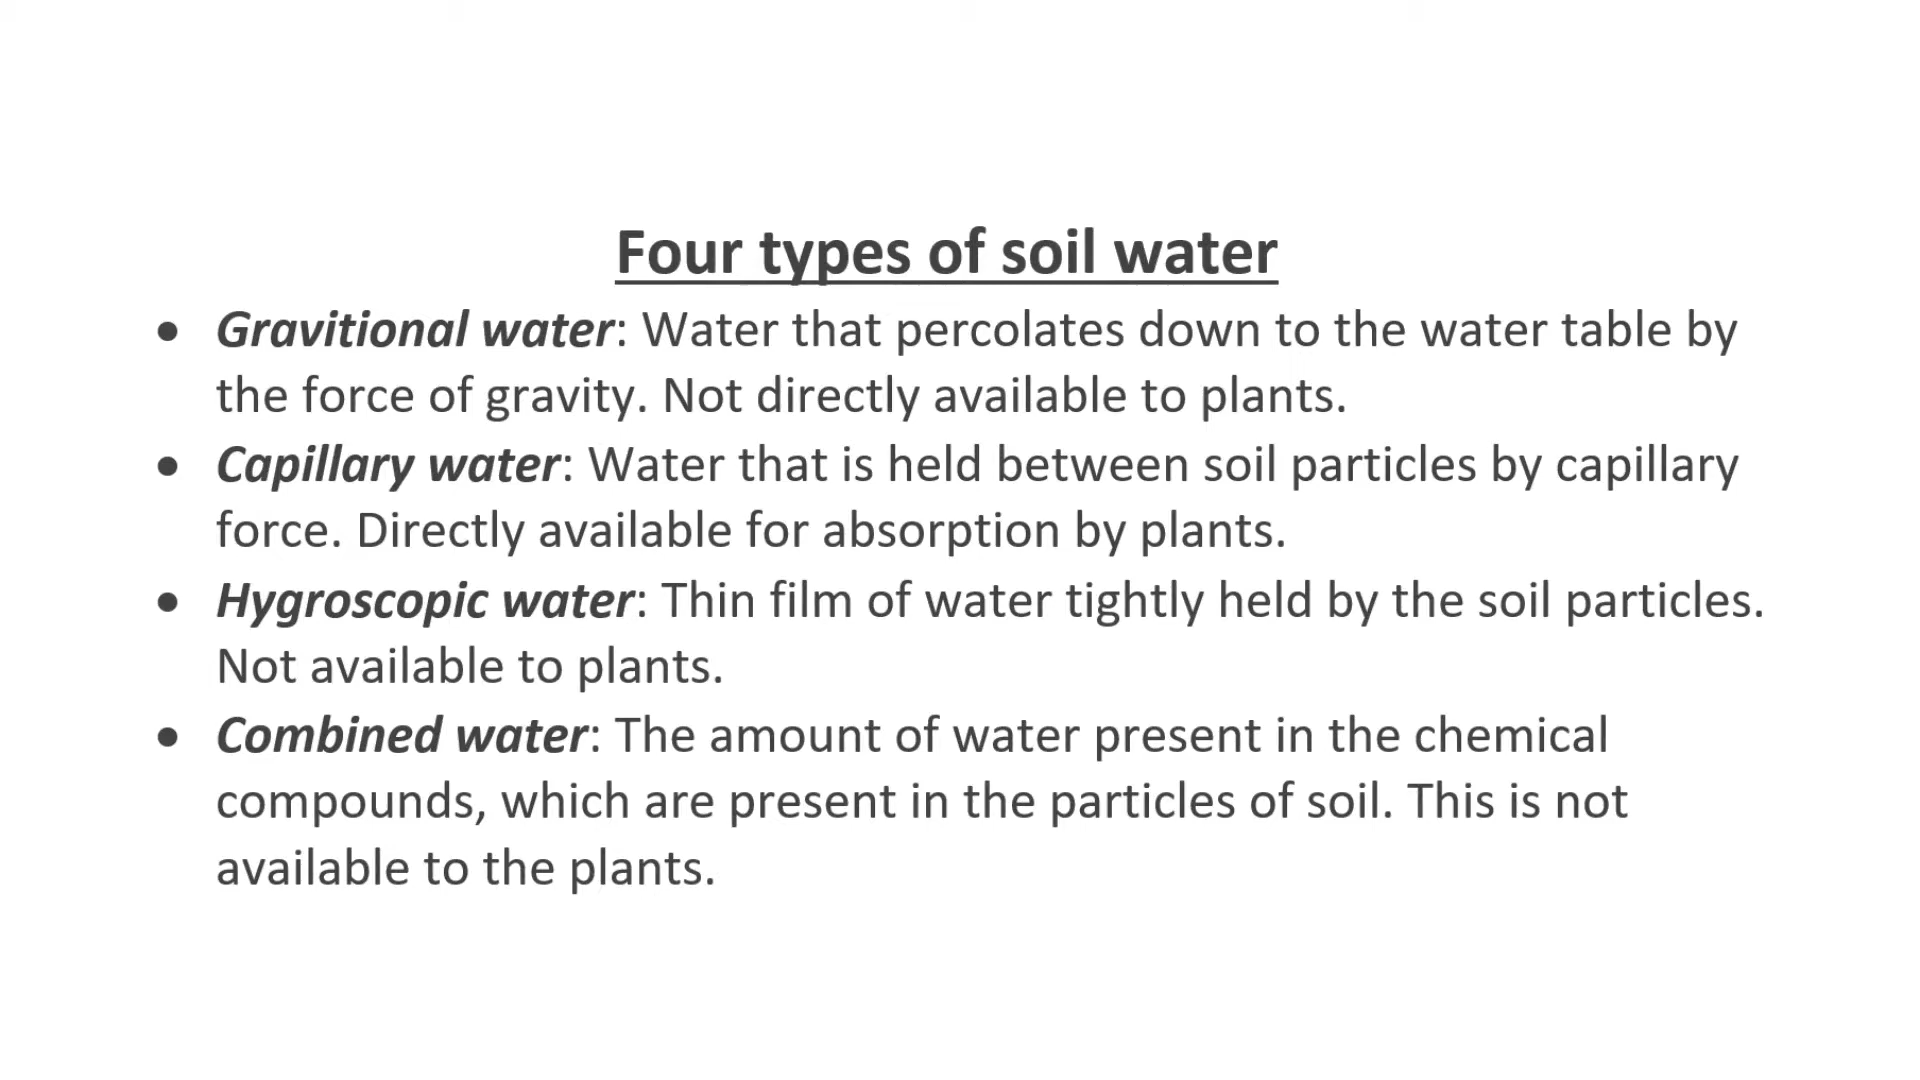 Four types of soil water
• Gravitional water: Water that percolates down to the water table by
the force of gravity. Not directly available to plants.
• Capillary water: Water that is held between soil particles by capillary
force. Directly available for absorption by plants.
• Hygroscopic water: Thin film of water tightly held by the soil particles.
Not available to plants.
• Combined water: The amount of water present in the chemical
compounds, which are present in the particles of soil. This is not
available to the plants.